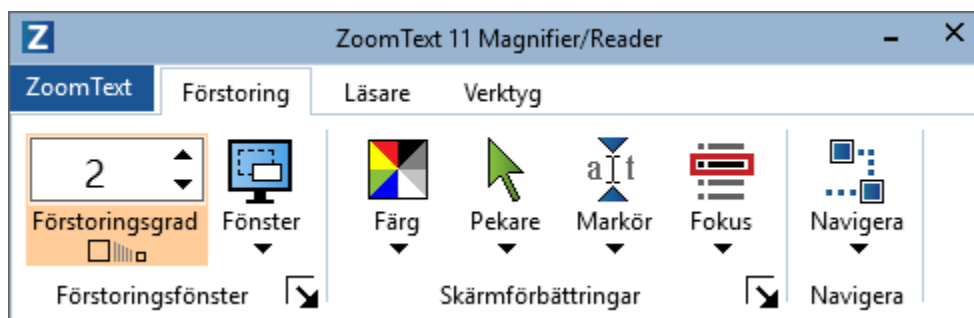 Z ZoomText 11 Magnifier/Reader
ZoomText Förstoring Läsare Verktyg
2
Förstoringsgrad Fönster Färg Pekare Markör Fokus Navigera
Förstoringsfönster Skärmförbättringar Navigera